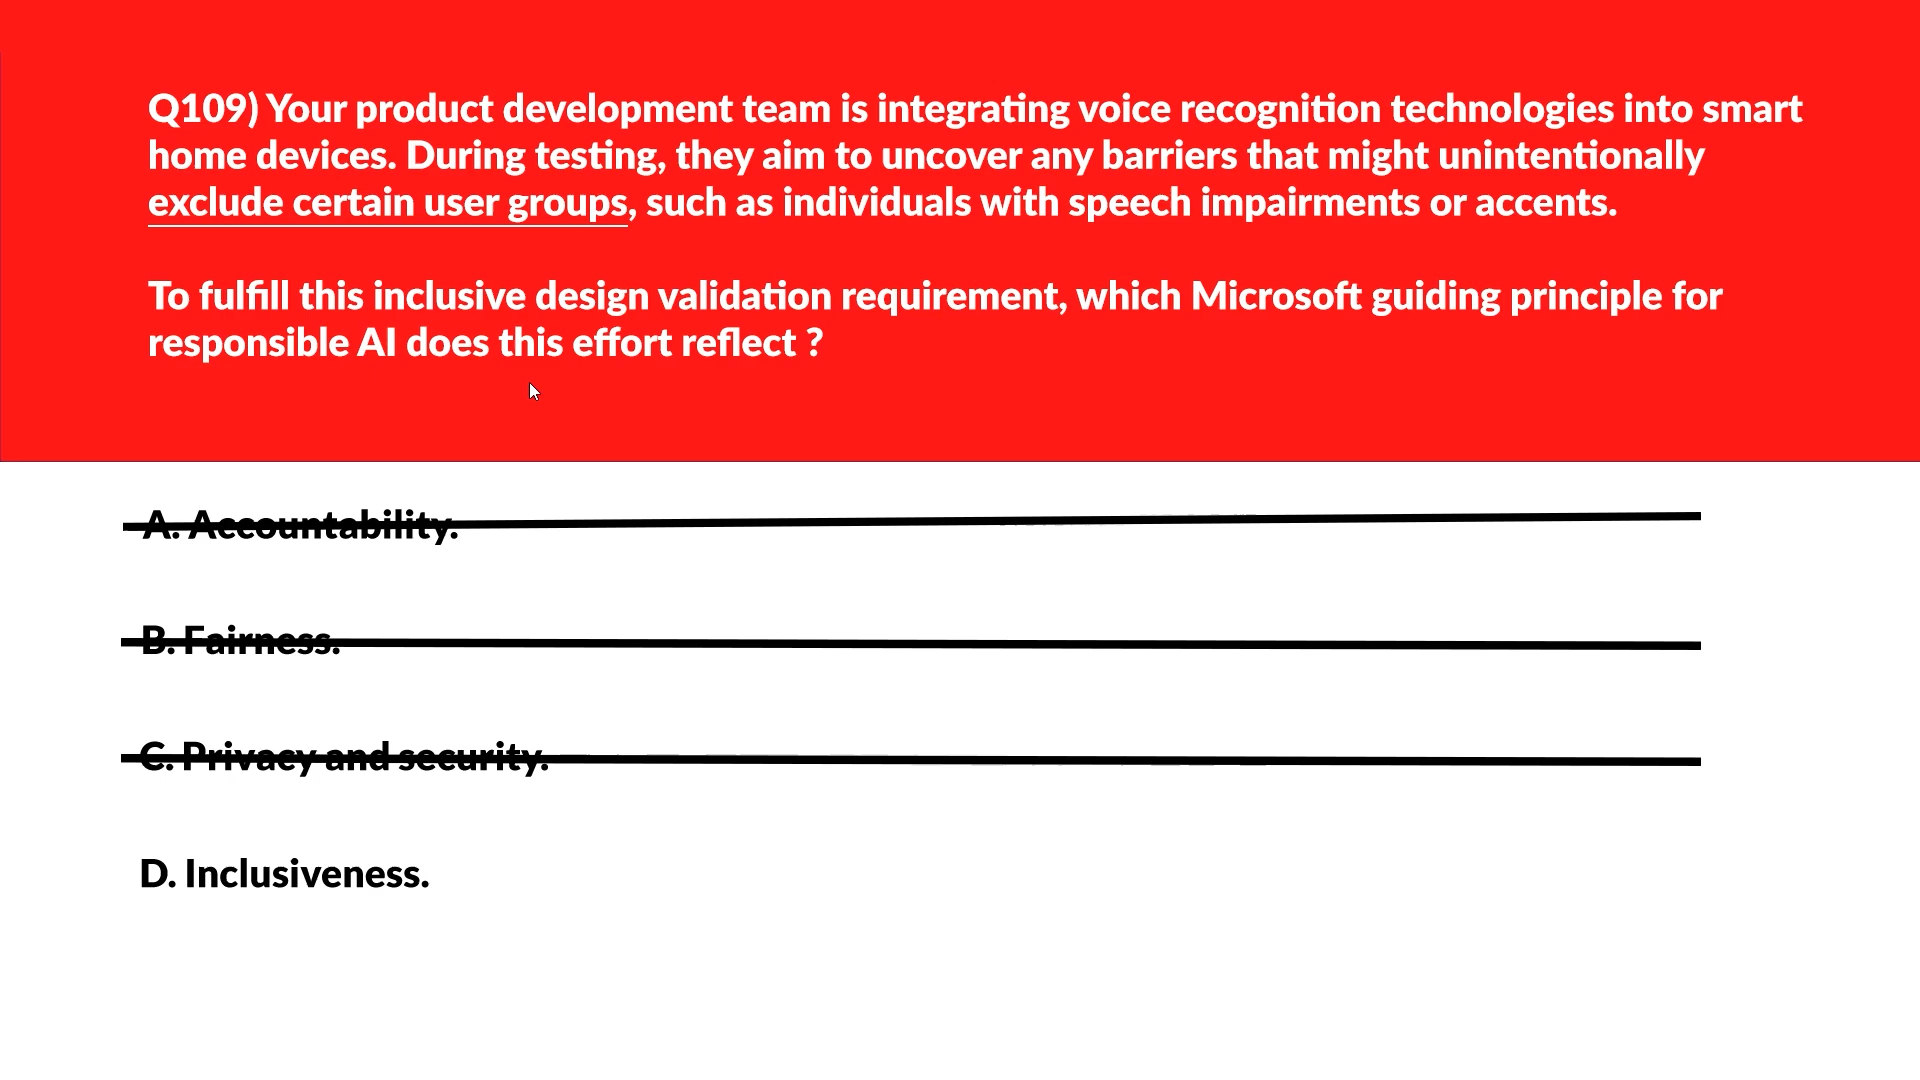 Q109) Your product development team is integrating voice recognition technologies into smart
home devices. During testing, they aim to uncover any barriers that might unintentionally
exclude certain user groups, such as individuals with speech impairments or accents.
To fulfill this inclusive design validation requirement, which Microsoft guiding principle for
responsible AI does this effort reflect ?
A. Accountability.
B. Fairness.
C. Privacy and security.
D. Inclusiveness.